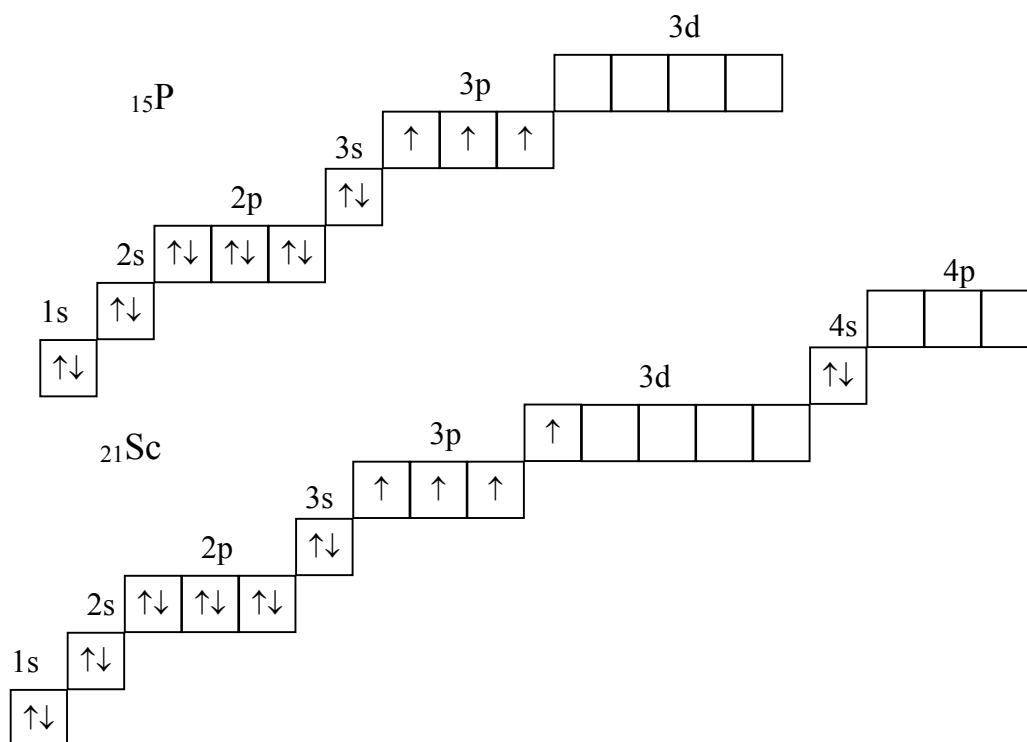 3d
₁₅P
3p
↑ ↑ ↑
3s
↑↓
2p
↑↓ ↑↓ ↑↓
2s
↑↓
1s
↑↓
4p
4s
↑↓
3d
↑
₂₁Sc
3p
↑ ↑ ↑
3s
↑↓
2p
↑↓ ↑↓ ↑↓
2s
↑↓
1s
↑↓